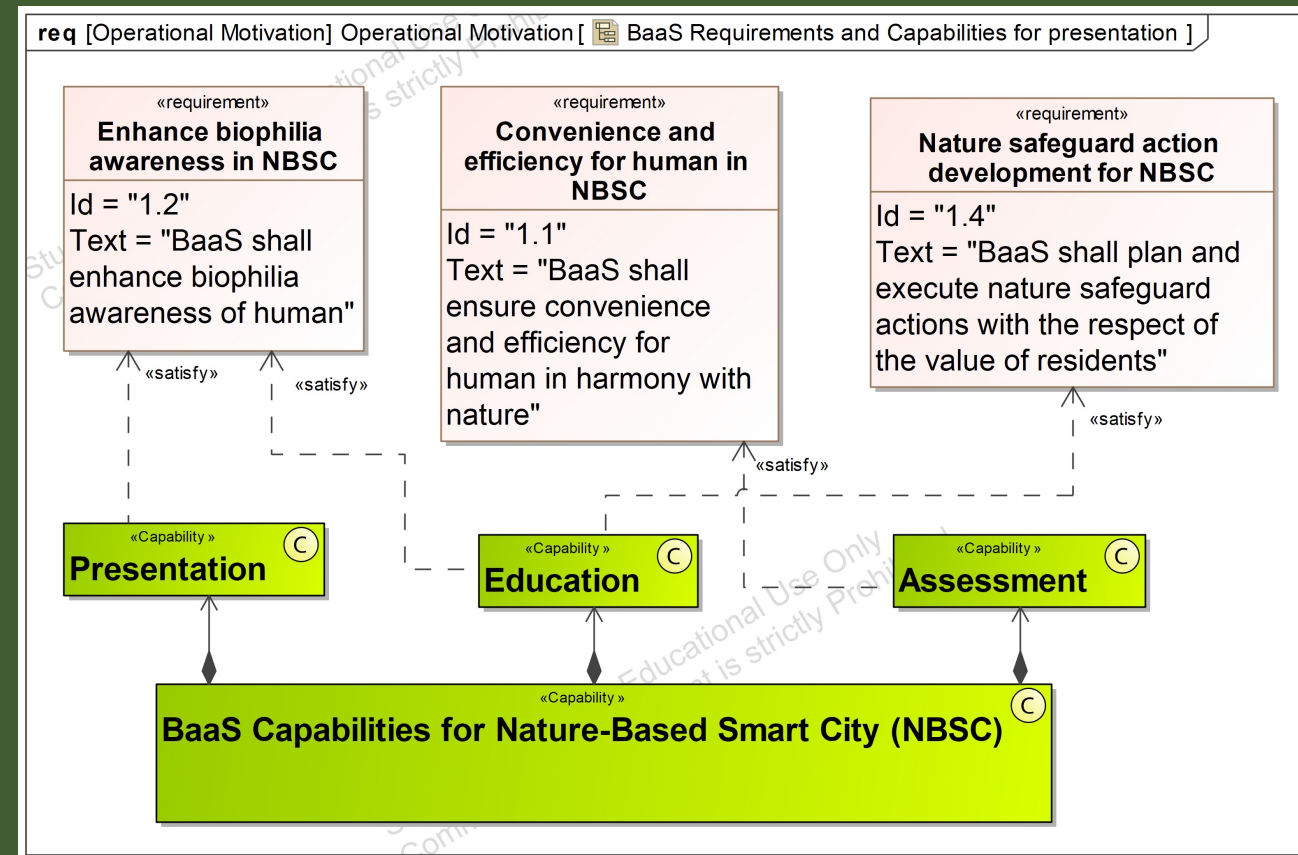 req [Operational Motivation] Operational Motivation [ BaaS Requirements and Capabilities for presentation ]
«requirement»
Enhance biophilia
awareness in NBSC
Id = "1.2"
Text = "BaaS shall
enhance biophilia
awareness of human"
«requirement»
Convenience and
efficiency for human in
NBSC
Id = "1.1"
Text = "BaaS shall
ensure convenience
and efficiency for
human in harmony with
nature"
«requirement»
Nature safeguard action
development for NBSC
Id = "1.4"
Text = "BaaS shall plan and
execute nature safeguard
actions with the respect of
the value of residents"
«satisfy»
«satisfy»
«satisfy»
«satisfy»
«Capability»
Presentation
C
«Capability»
Education
C
«Capability»
Assessment
C
«Capability»
BaaS Capabilities for Nature-Based Smart City (NBSC)
C
Educational Use Only
is strictly